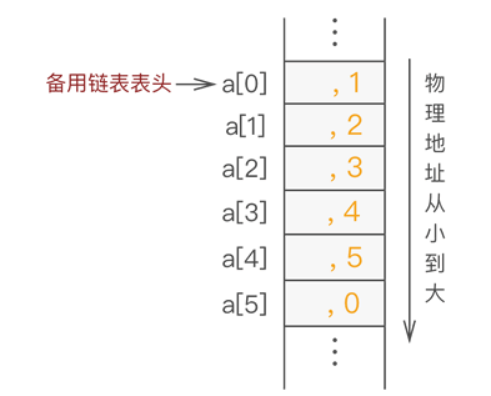 ⋮
备用链表表头 a[0] , 1
a[1] , 2
a[2] , 3
a[3] , 4
a[4] , 5
a[5] , 0
⋮
物理地址从小到大